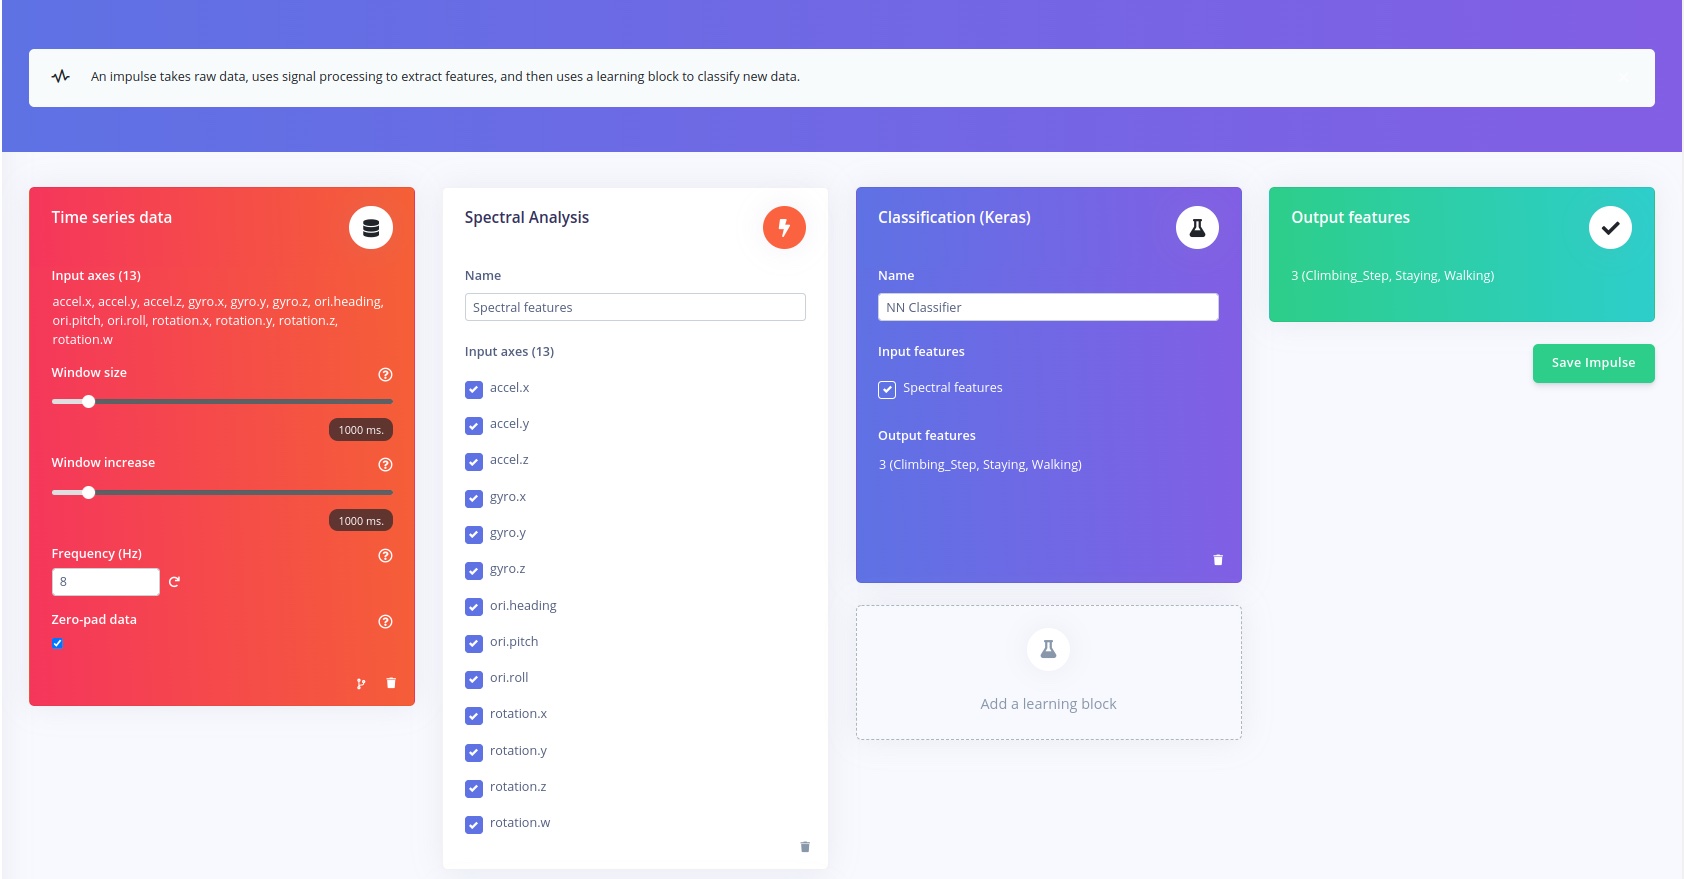 An impulse takes raw data, uses signal processing to extract features, and then uses a learning block to classify new data.
Time series data
Input axes (13)
accel.x, accel.y, accel.z, gyro.x, gyro.y, gyro.z, ori.heading,
ori.pitch, ori.roll, rotation.x, rotation.y, rotation.z,
rotation.w
Window size
1000 ms.
Window increase
1000 ms.
Frequency (Hz)
8
Zero-pad data
Spectral Analysis
Name
Spectral features
Input axes (13)
accel.x
accel.y
accel.z
gyro.x
gyro.y
gyro.z
ori.heading
ori.pitch
ori.roll
rotation.x
rotation.y
rotation.z
rotation.w
Classification (Keras)
Name
NN Classifier
Input features
Spectral features
Output features
3 (Climbing_Step, Staying, Walking)
Add a learning block
Output features
3 (Climbing_Step, Staying, Walking)
Save Impulse